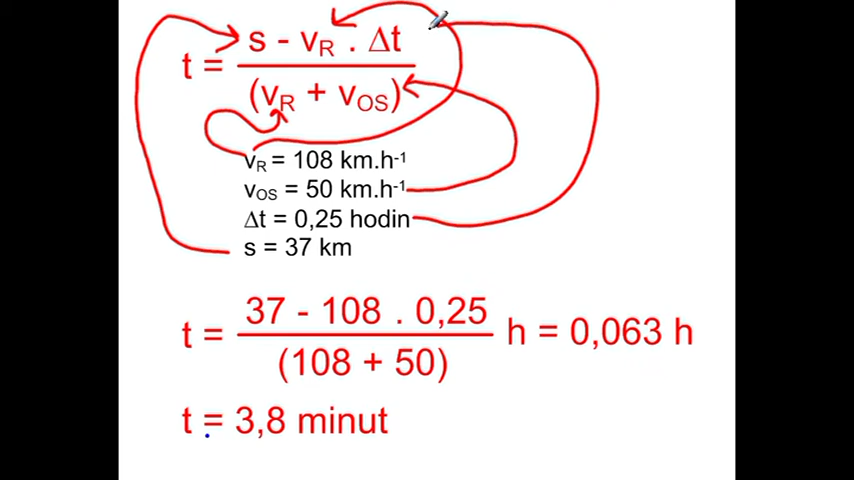 t = s - vR . Δt
(vR + vOS)
vR = 108 km.h-1
vOS = 50 km.h-1
Δt = 0,25 hodin
s = 37 km
t = 37 - 108 . 0,25 h = 0,063 h
(108 + 50)
t = 3,8 minut